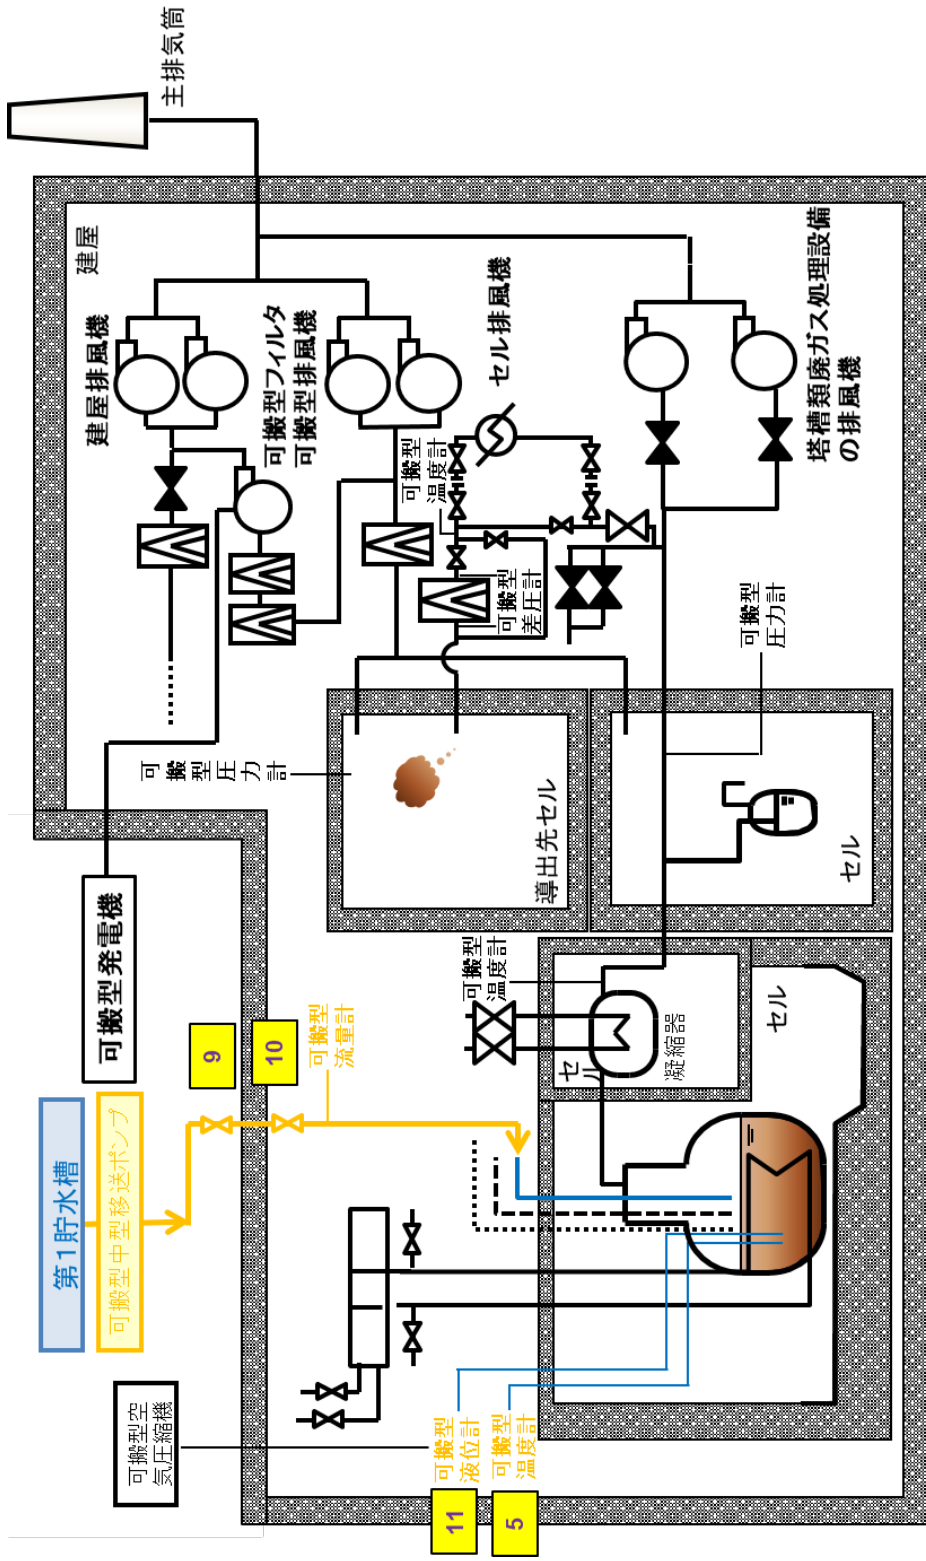 主排気筒
建屋
建屋排風機
可搬型フィルタ
可搬型排風機
セル排風機
塔槽類廃ガス処理設備
の排風機
可搬型
温度計
可搬型
差圧計
可搬型
圧力計
可搬型圧力計
導出先セル
セル
可搬型発電機
可搬型
温度計
セル
凝縮器
セル
9
10
可搬型
流量計
第1貯水槽
可搬型中型移送ポンプ
可搬型空
気圧縮機
可搬型
液位計
可搬型
温度計
11
5